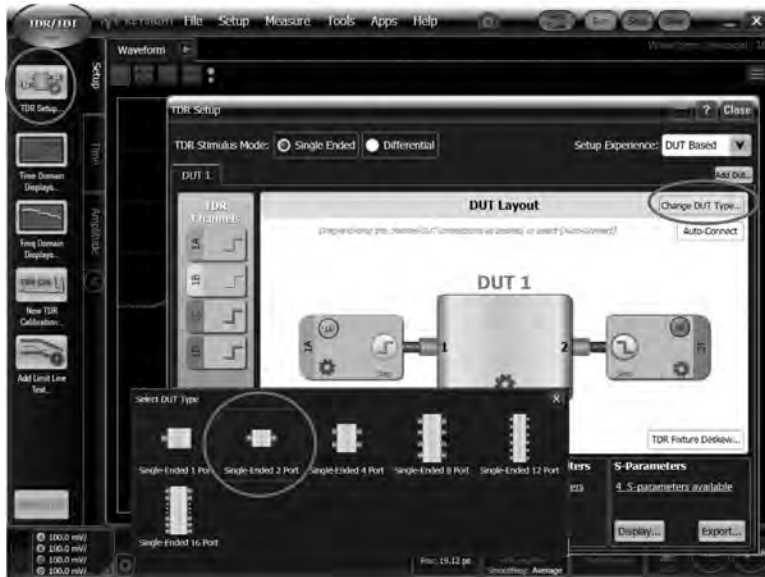 TDR/TDT
KEYSIGHT File Setup Measure Tools Apps Help
Waveform
Setup
TDR Setup...
Time
Time Domain
Displays...
Amplitude
Freq Domain
Displays...
New TDR
Calibration...
Add Limit Line
Test...
TDR Setup
? Close
TDR Stimulus Mode: Single Ended Differential
Setup Experience: DUT Based
DUT 1
Add Dut...
TDR
Channels
1A
1B
DUT Layout
Change DUT Type...
Auto-Connect
DUT 1
1A
1
2
Select DUT Type
X
Single-Ended 1 Port
Single-Ended 2 Port
Single-Ended 4 Port
Single-Ended 8 Port
Single-Ended 12 Port
Single-Ended 16 Port
TDR Fixture Deskew...
S-Parameters
4 S-parameters available
Display...
Export...
100.0 mV/
100.0 mV/
100.0 mV/
100.0 mV/
Pos: 19.12 ps
Smoothing: Average